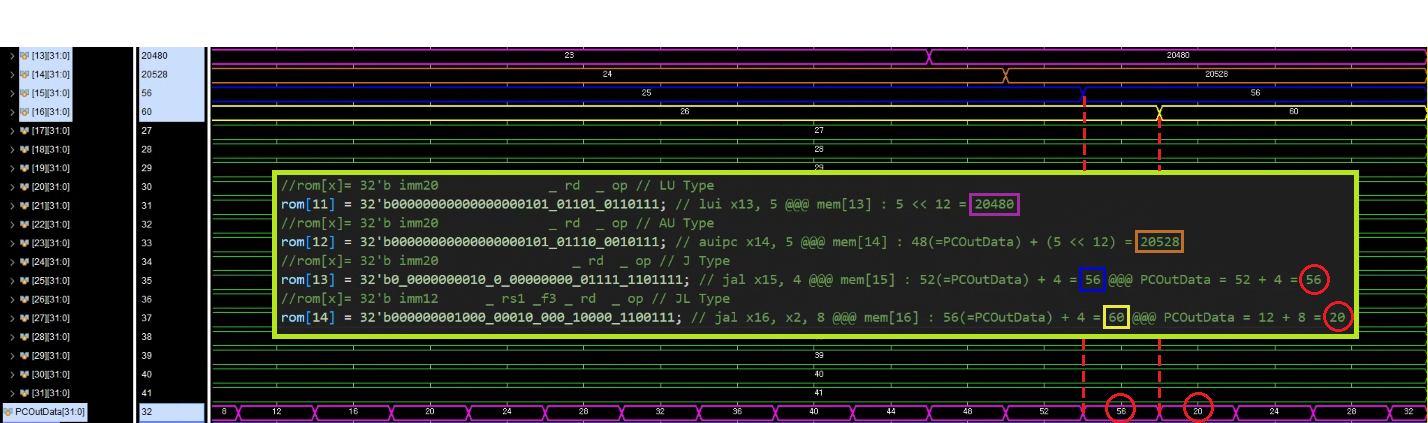 [13][31:0] 20480 23 20480
[14][31:0] 20528 24 20528
[15][31:0] 56 25 56
[16][31:0] 60 26 60
[17][31:0] 27 27
[18][31:0] 28 28
[19][31:0] 29 29
[20][31:0] 30
//rom[x]= 32'b imm20 _ rd _ op // LU Type
[21][31:0] 31
rom[11] = 32'b00000000000000000101_01101_0110111; // lui x13, 5 @@@ mem[13] : 5 << 12 = 20480
[22][31:0] 32
//rom[x]= 32'b imm20 _ rd _ op // AU Type
[23][31:0] 33
rom[12] = 32'b00000000000000000101_01110_0010111; // auipc x14, 5 @@@ mem[14] : 48(=PCOutData) + (5 << 12) = 20528
[24][31:0] 34
//rom[x]= 32'b imm20 _ rd _ op // J Type
[25][31:0] 35
rom[13] = 32'b0_0000000010_0_00000000_01111_1101111; // jal x15, 4 @@@ mem[15] : 52(=PCOutData) + 4 = 56 @@@ PCOutData = 52 + 4 = 56
[26][31:0] 36
//rom[x]= 32'b imm12 _ rs1 _f3 _ rd _ op // JL Type
[27][31:0] 37
rom[14] = 32'b000000001000_00010_000_10000_1100111; // jal x16, x2, 8 @@@ mem[16] : 56(=PCOutData) + 4 = 60 @@@ PCOutData = 12 + 8 = 20
[28][31:0] 38
[29][31:0] 39 39
[30][31:0] 40 40
[31][31:0] 41 41
PCOutData[31:0] 32 8 12 16 20 24 28 32 36 40 44 48 52 56 20 24 28 32